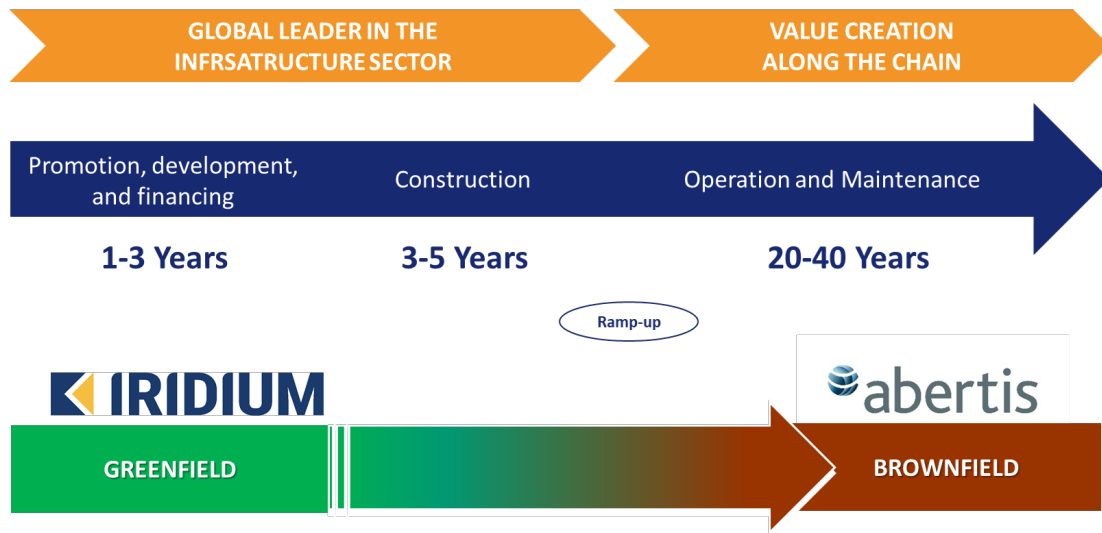 GLOBAL LEADER IN THE
INFRSATRUCTURE SECTOR
VALUE CREATION
ALONG THE CHAIN
Promotion, development,
and financing
Construction
Operation and Maintenance
1-3 Years
3-5 Years
20-40 Years
Ramp-up
IRIDIUM
abertis
GREENFIELD
BROWNFIELD